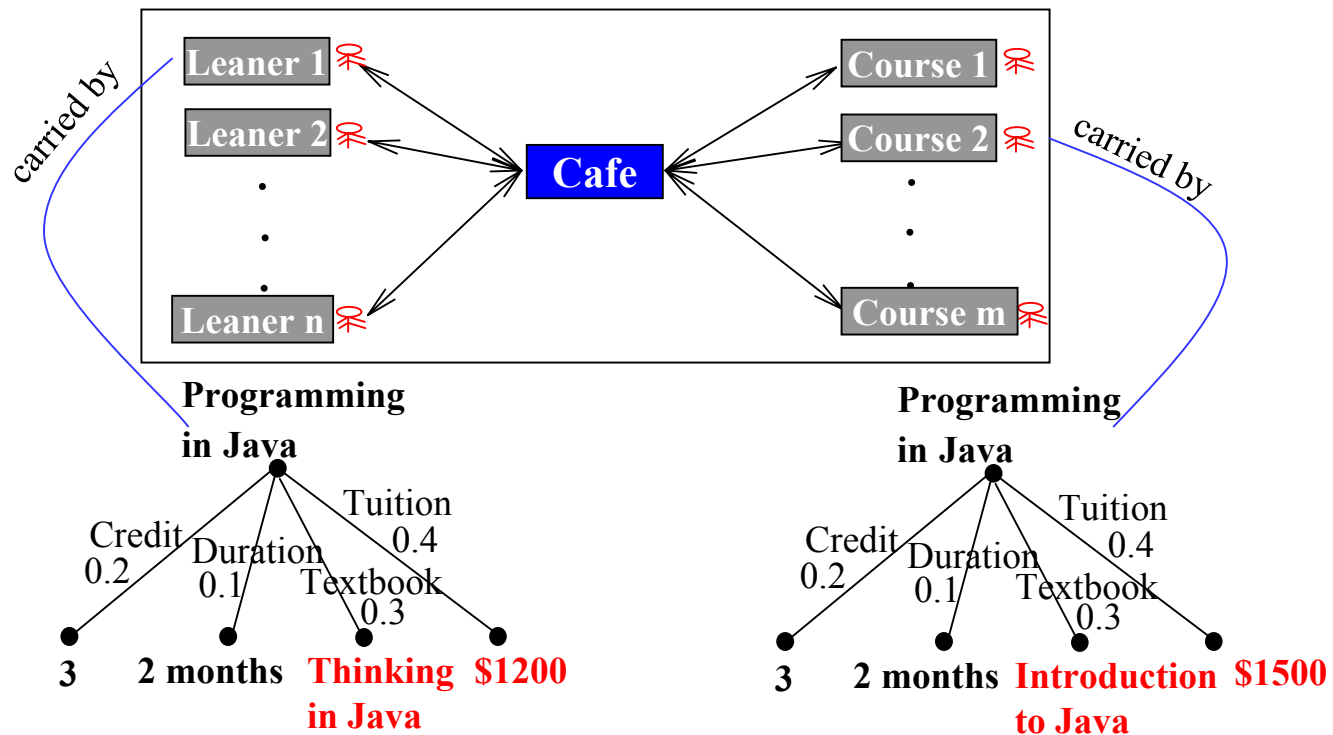 Leaner 1
Course 1
carried by
Leaner 2
Course 2
carried by
Cafe
Leaner n
Course m
Programming
in Java
Credit
0.2
Duration
0.1
Textbook
0.3
Tuition
0.4
3
2 months
Thinking
in Java
$1200
Programming
in Java
Credit
0.2
Duration
0.1
Textbook
0.3
Tuition
0.4
3
2 months
Introduction
to Java
$1500